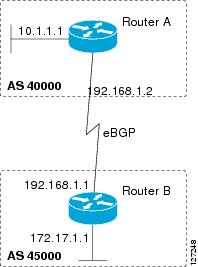 Router A
10.1.1.1
AS 40000
192.168.1.2
eBGP
192.168.1.1
Router B
172.17.1.1
AS 45000
127248